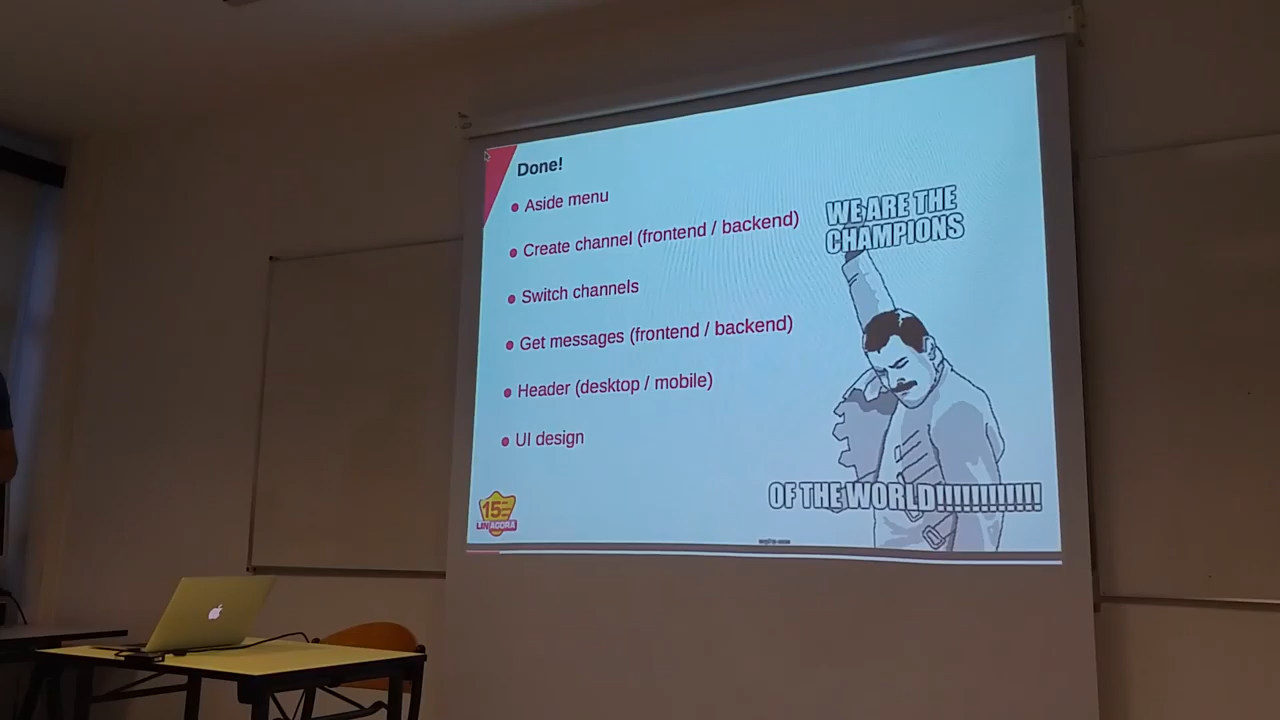 Done!
Aside menu
Create channel (frontend / backend)
Switch channels
Get messages (frontend / backend)
Header (desktop / mobile)
UI design
WE ARE THE
CHAMPIONS
OF THE WORLD!!!!!!!!!!!!!
15
LINAGORA